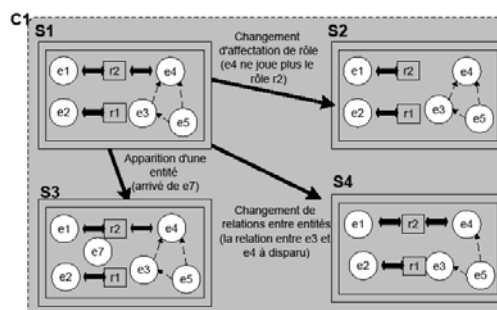 C1
S1
e1
r2
e4
e2
r1
e3
e5
Changement
d'affectation de rôle
(e4 ne joue plus le
rôle r2)
S2
e1
r2
e4
e2
r1
e3
e5
Apparition d'une
entité
(arrivé de e7)
S3
e1
r2
e4
e7
e2
r1
e3
e5
Changement de
relations entre entités
(la relation entre e3 et
e4 à disparu)
S4
e1
r2
e4
e2
r1
e3
e5